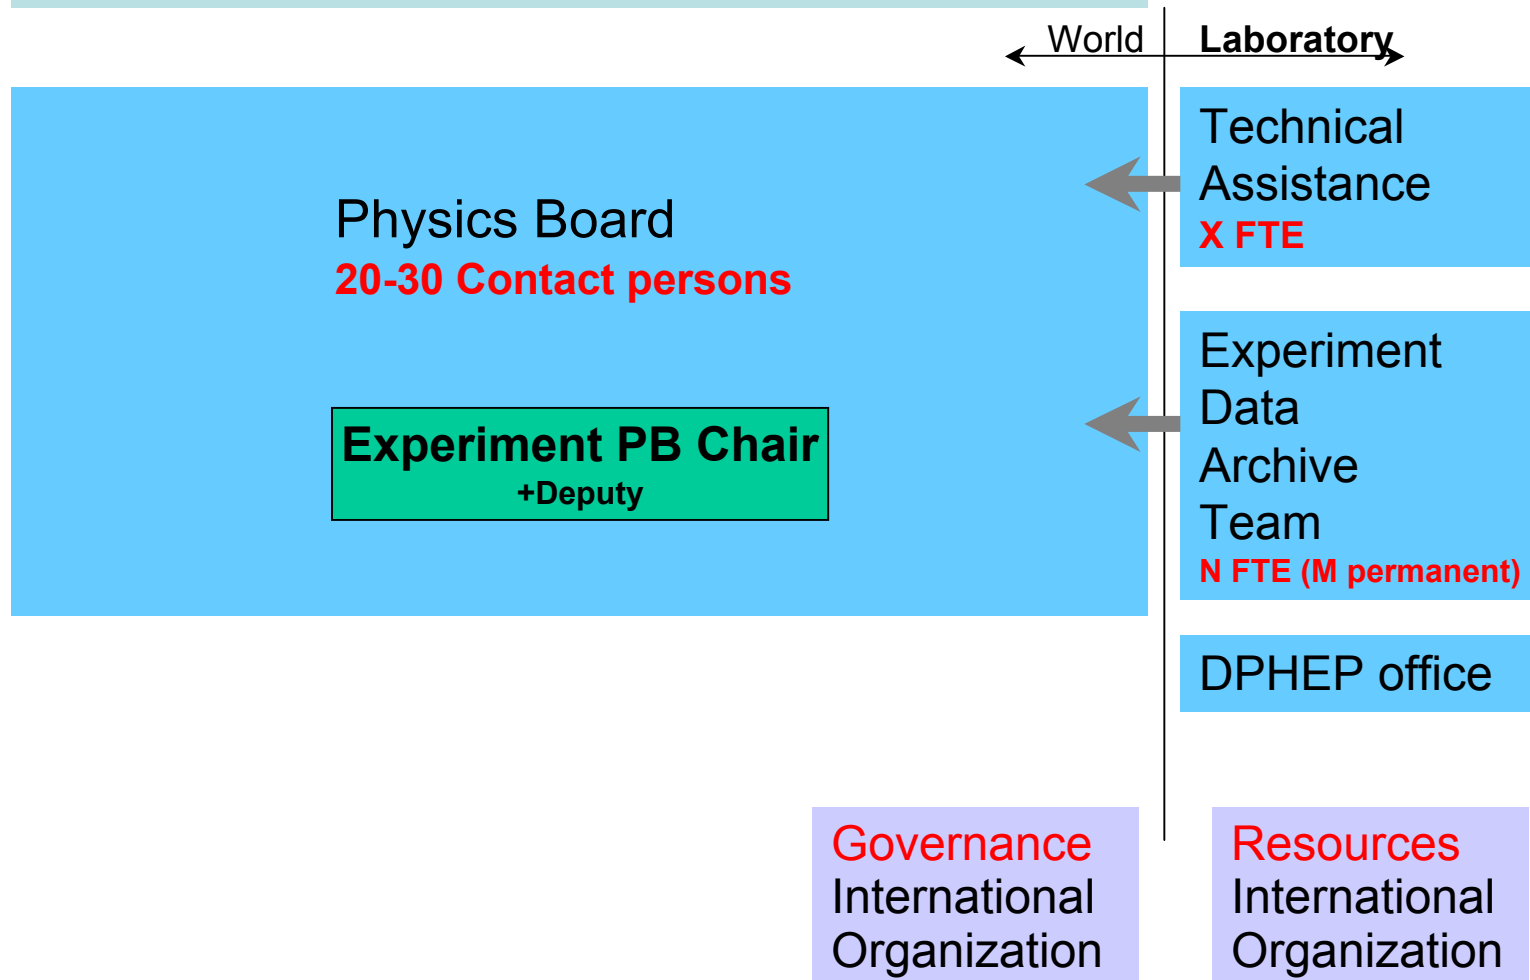 World
Laboratory
Physics Board
20-30 Contact persons
Experiment PB Chair
+Deputy
Technical
Assistance
X FTE
Experiment
Data
Archive
Team
N FTE (M permanent)
DPHEP office
Governance
International
Organization
Resources
International
Organization